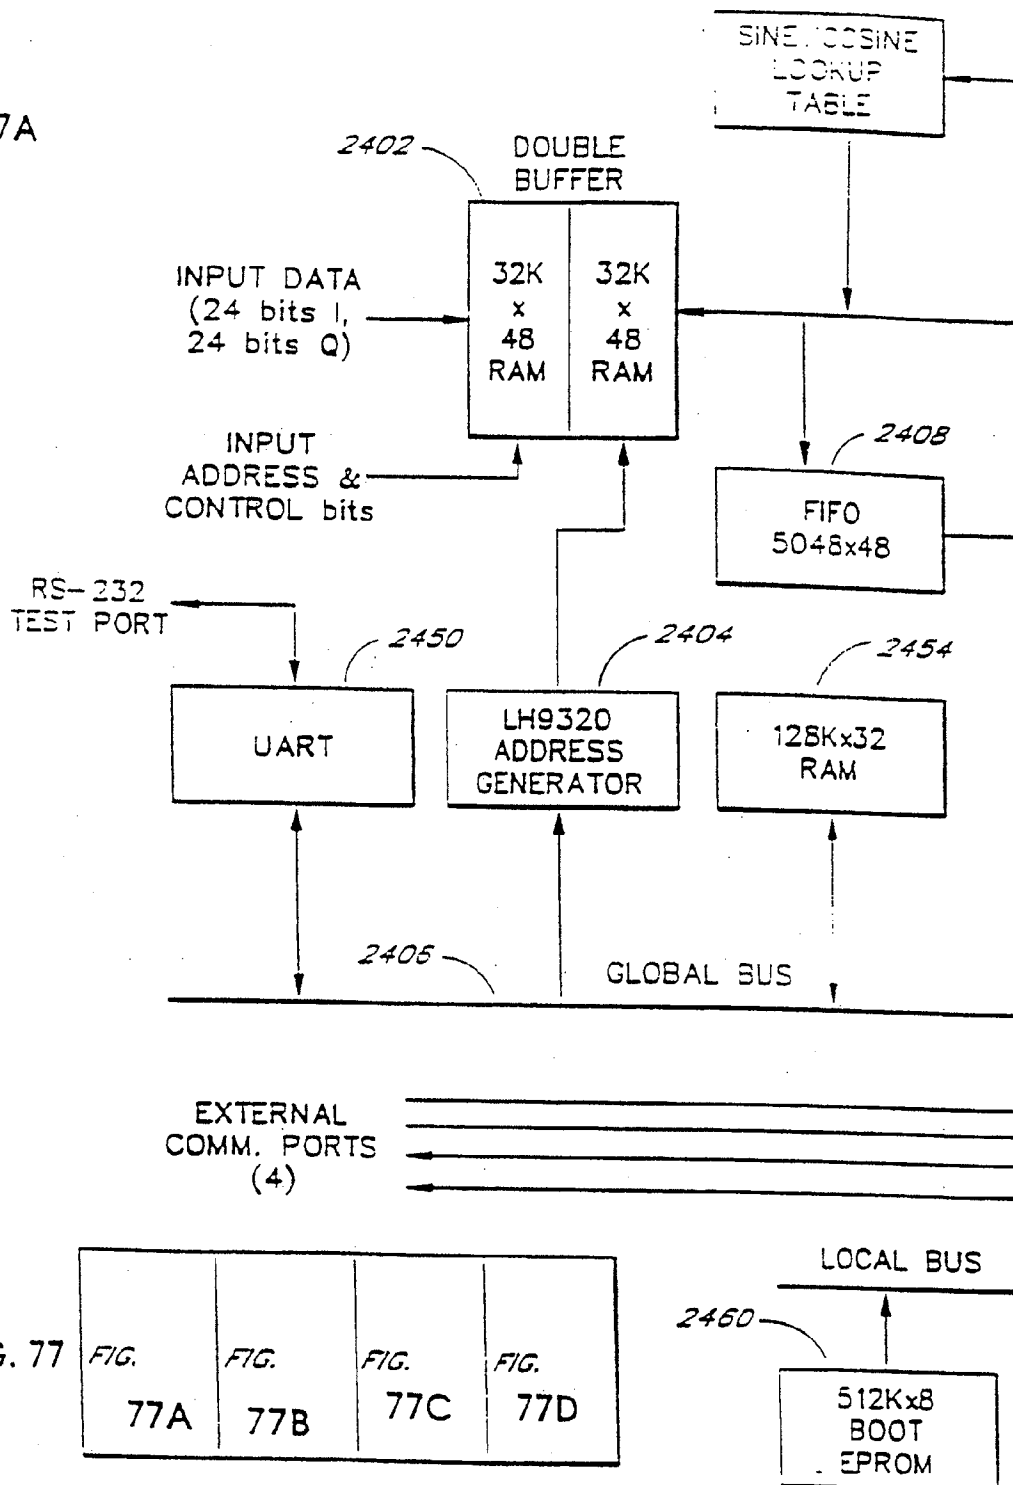 SINE/COSINE
LOOKUP
TABLE
7A
2402
DOUBLE
BUFFER
INPUT DATA
(24 bits I,
24 bits Q)
32K
x
48
RAM
32K
x
48
RAM
INPUT
ADDRESS &
CONTROL bits
2408
FIFO
5048x48
RS-232
TEST PORT
2450
UART
2404
LH9320
ADDRESS
GENERATOR
2454
128Kx32
RAM
2406
GLOBAL BUS
EXTERNAL
COMM. PORTS
(4)
LOCAL BUS
2460
512Kx8
BOOT
EPROM
G. 77
FIG.
77A
FIG.
77B
FIG.
77C
FIG.
77D